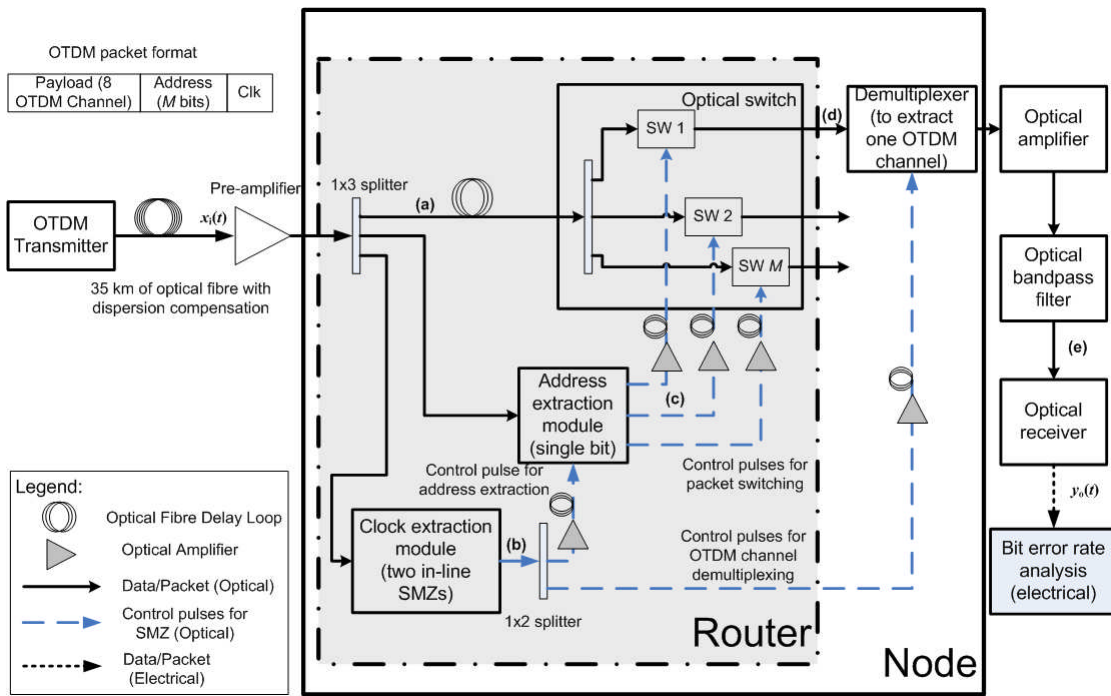 OTDM packet format
Payload (8
OTDM Channel)
Address
(M bits)
Clk
OTDM
Transmitter
xᵢ(t)
Pre-amplifier
35 km of optical fibre with
dispersion compensation
1x3 splitter
(a)
Optical switch
SW 1
SW 2
SW M
(d)
Demultiplexer
(to extract
one OTDM
channel)
Optical
amplifier
Optical
bandpass
filter
(e)
Optical
receiver
yₒ(t)
Bit error rate
analysis
(electrical)
Address
extraction
module
(single bit)
(c)
Control pulse for
address extraction
Control pulses for
packet switching
Clock extraction
module
(two in-line
SMZs)
(b)
1x2 splitter
Control pulses for
OTDM channel
demultiplexing
Router
Node
Legend:
Optical Fibre Delay Loop
Optical Amplifier
Data/Packet (Optical)
Control pulses for
SMZ (Optical)
Data/Packet
(Electrical)